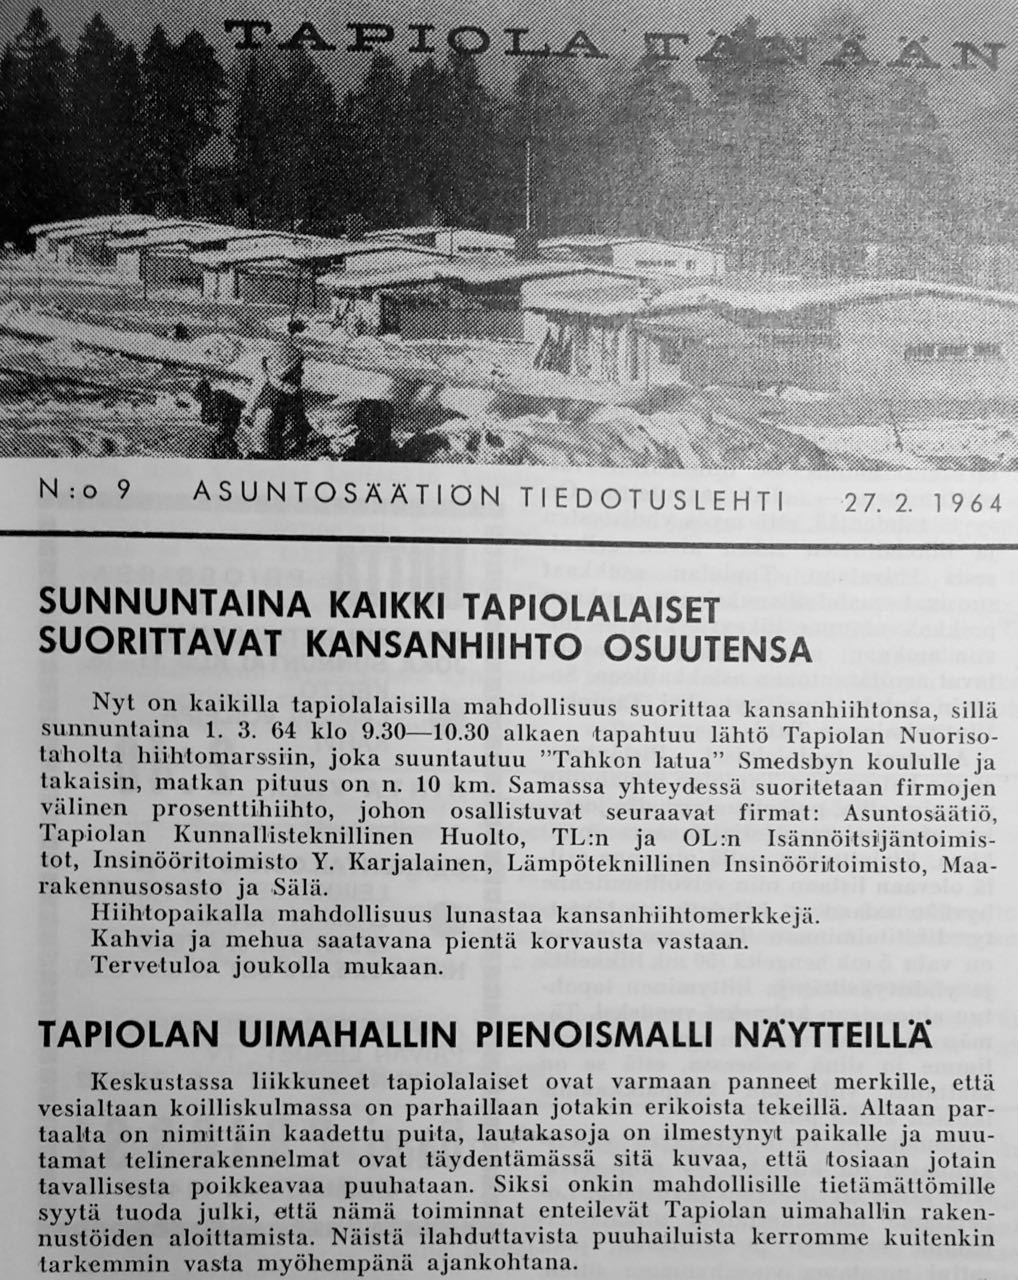 TAPIOLA TÄNÄÄN
N:o 9 ASUNTOSÄÄTIÖN TIEDOTUSLEHTI 27. 2. 1964
SUNNUNTAINA KAIKKI TAPIOLALAISET
SUORITTAVAT KANSANHIIHTO OSUUTENSA
Nyt on kaikilla tapiolalaisilla mahdollisuus suorittaa kansanhiihtonsa, sillä
sunnuntaina 1. 3. 64 klo 9.30—10.30 alkaen tapahtuu lähtö Tapiolan Nuoriso-
taholta hiihtomarssiin, joka suuntautuu ”Tahkon latua” Smedsbyn koululle ja
takaisin, matkan pituus on n. 10 km. Samassa yhteydessä suoritetaan firmojen
välinen prosenttihiihto, johon osallistuvat seuraavat firmat: Asuntosäätiö,
Tapiolan Kunnallisteknillinen Huolto, TL:n ja OL:n Isännöitsijäntoimis-
tot, Insinööritoimisto Y. Karjalainen, Lämpöteknillinen Insinööritoimisto, Maa-
rakennusosasto ja Sälä.
Hiihtopaikalla mahdollisuus lunastaa kansanhiihtomerkkejä.
Kahvia ja mehua saatavana pientä korvausta vastaan.
Tervetuloa joukolla mukaan.
TAPIOLAN UIMAHALLIN PIENOISMALLI NÄYTTEILLÄ
Keskustassa liikkuneet tapiolalaiset ovat varmaan panneet merkille, että
vesialtaan koilliskulmassa on parhaillaan jotakin erikoista tekeillä. Altaan par-
taalta on nimittäin kaadettu puita, lautakasoja on ilmestynyt paikalle ja muu-
tamat telinerakennelmat ovat täydentämässä sitä kuvaa, että tosiaan jotain
tavallisesta poikkeavaa puuhataan. Siksi onkin mahdollisille tietämättömille
syytä tuoda julki, että nämä toiminnat enteilevät Tapiolan uimahallin raken-
nustöiden aloittamista. Näistä ilahduttavista puuhailuista kerromme kuitenkin
tarkemmin vasta myöhempänä ajankohtana.